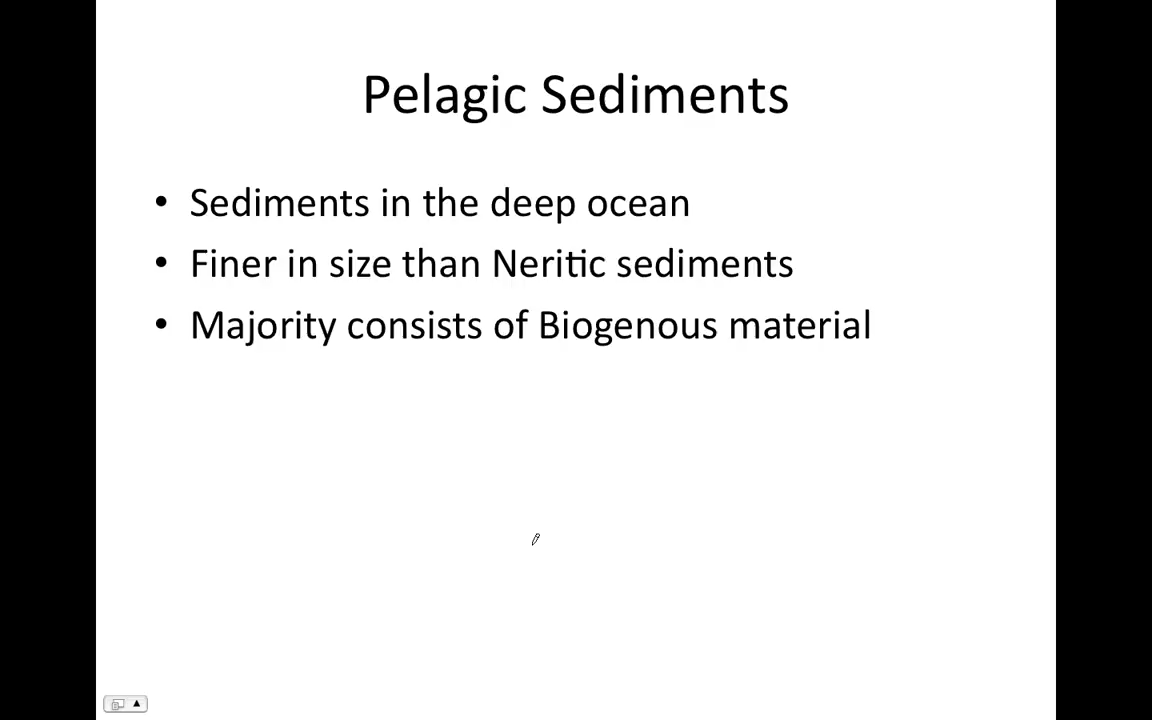 Pelagic Sediments
• Sediments in the deep ocean
• Finer in size than Neritic sediments
• Majority consists of Biogenous material